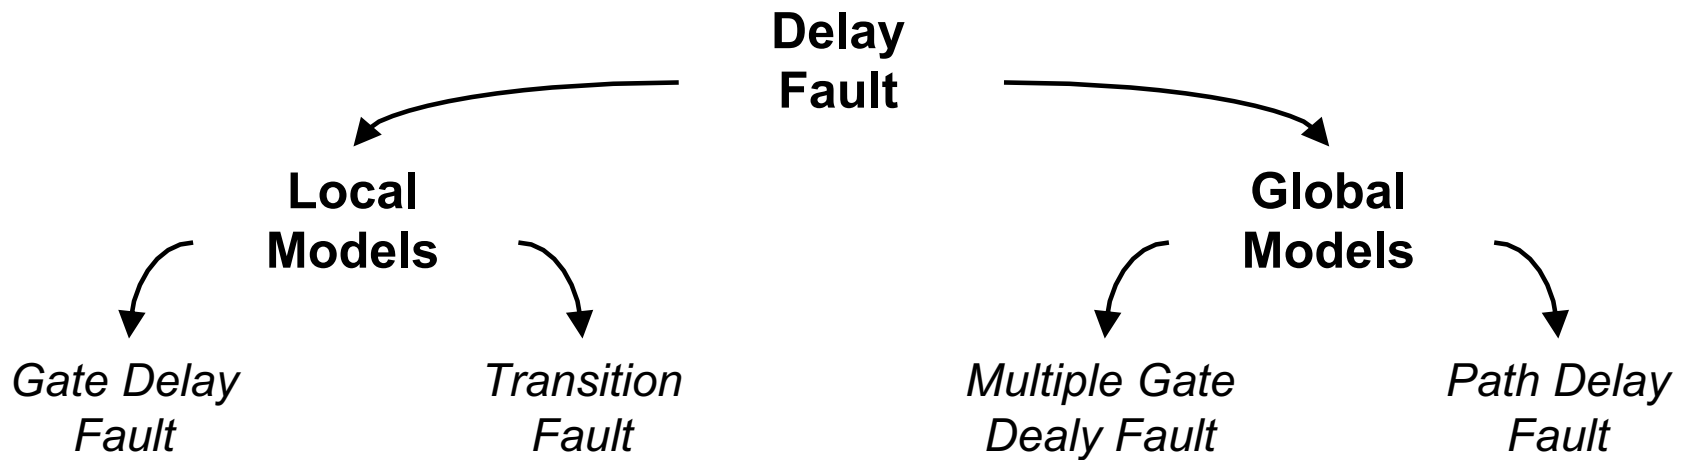 Delay
Fault
Local
Models
Global
Models
Gate Delay
Fault
Transition
Fault
Multiple Gate
Dealy Fault
Path Delay
Fault